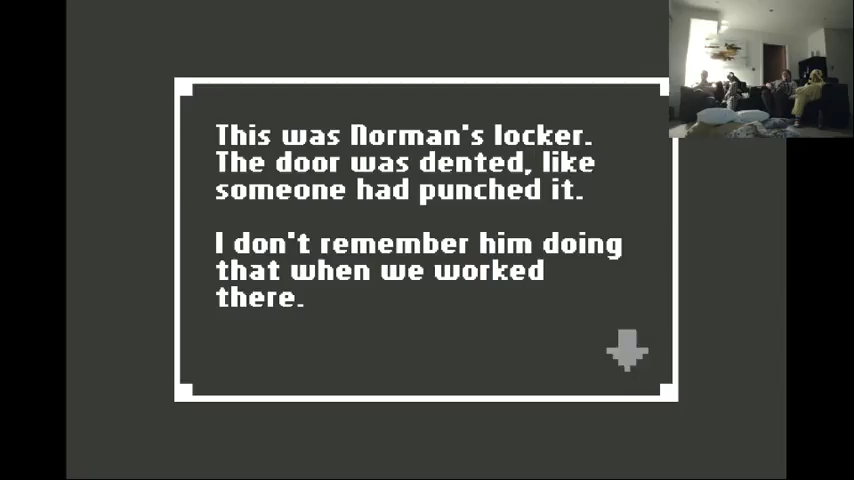 This was Norman's locker.
The door was dented, like
someone had punched it.
I don't remember him doing
that when we worked
there.